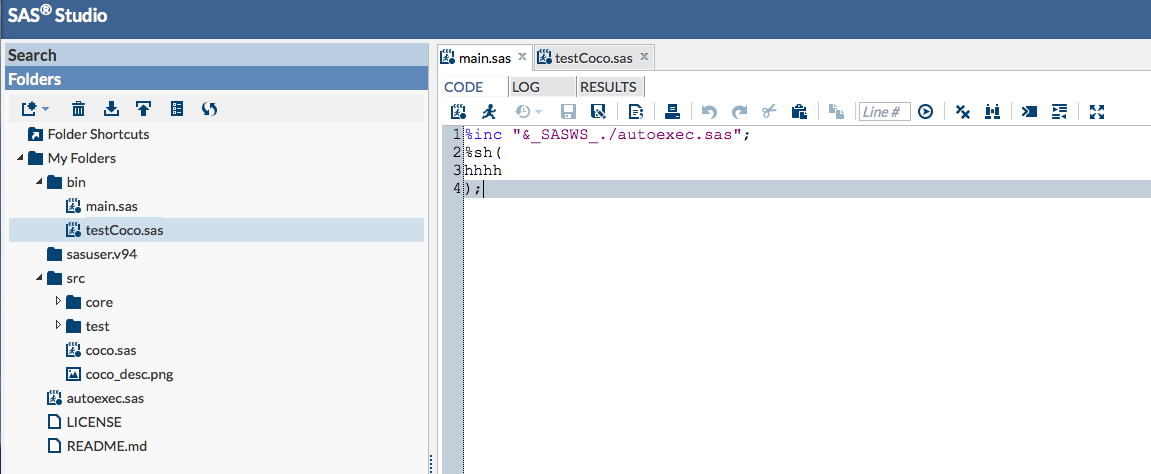 SAS® Studio
Search
Folders
Folder Shortcuts
My Folders
bin
main.sas
testCoco.sas
sasuser.v94
src
core
test
coco.sas
coco_desc.png
autoexec.sas
LICENSE
README.md
main.sas x testCoco.sas x
CODE LOG RESULTS
Line #
1 %inc "&_SASWS_./autoexec.sas";
2 %sh(
3 hhhh
4 );